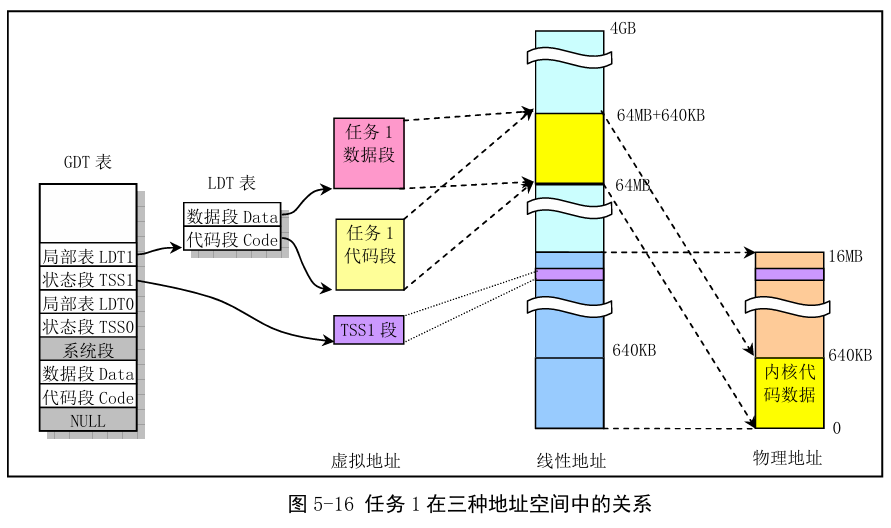 GDT 表
局部表 LDT1
状态段 TSS1
局部表 LDT0
状态段 TSS0
系统段
数据段 Data
代码段 Code
NULL
LDT 表
数据段 Data
代码段 Code
任务 1
数据段
任务 1
代码段
TSS1 段
虚拟地址
4GB
64MB+640KB
64MB
640KB
线性地址
16MB
640KB
内核代
码数据
0
物理地址
图 5-16 任务 1 在三种地址空间中的关系